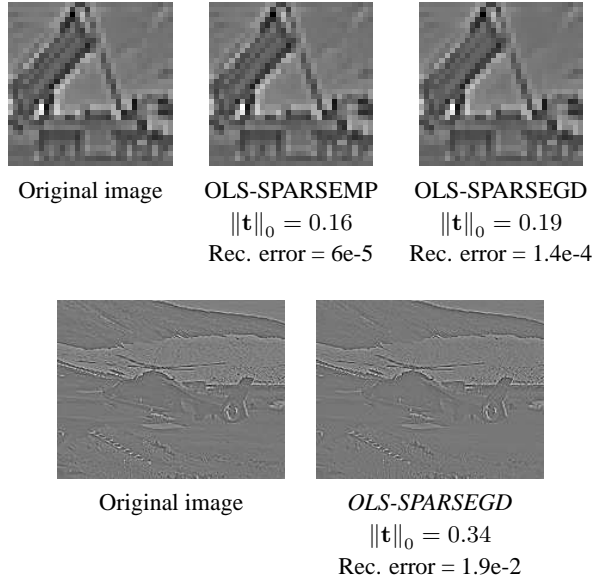 Original image
OLS-SPARSEMP
‖t‖₀ = 0.16
Rec. error = 6e-5
OLS-SPARSEGD
‖t‖₀ = 0.19
Rec. error = 1.4e-4
Original image
OLS-SPARSEGD
‖t‖₀ = 0.34
Rec. error = 1.9e-2